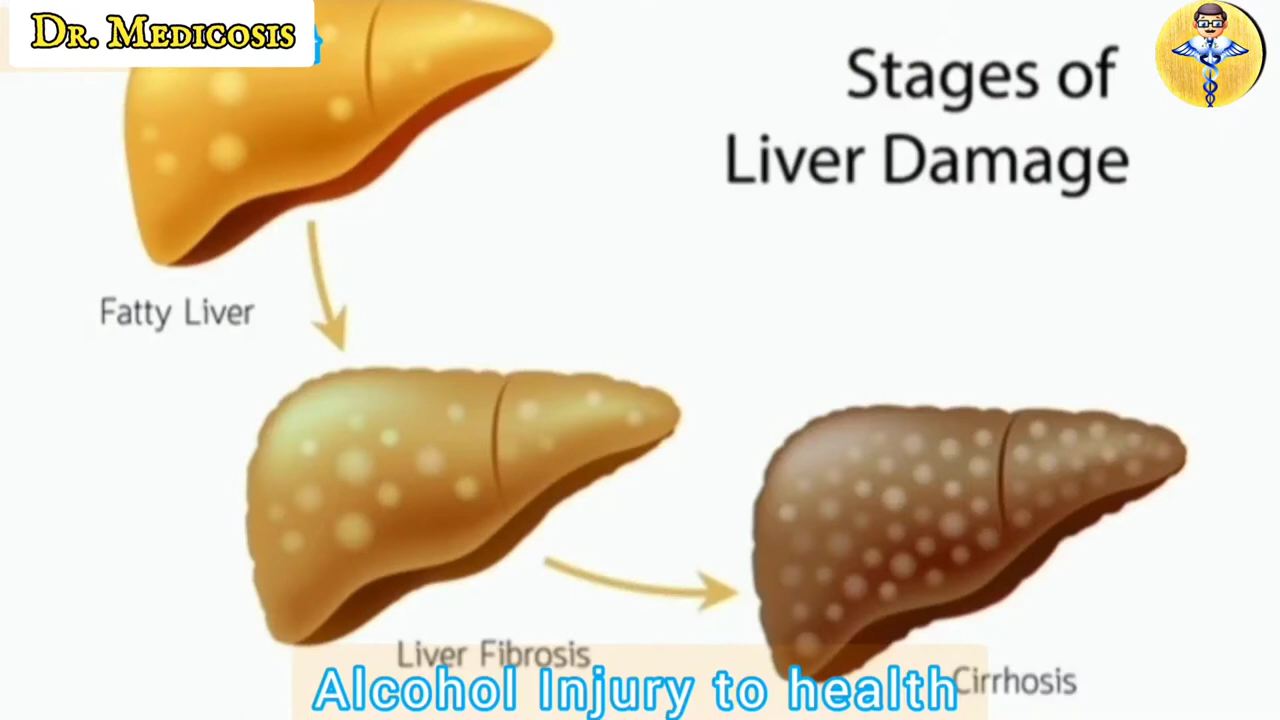 Dr. Medicosis
Stages of
Liver Damage
Fatty Liver
Liver Fibrosis
Cirrhosis
Alcohol Injury to health